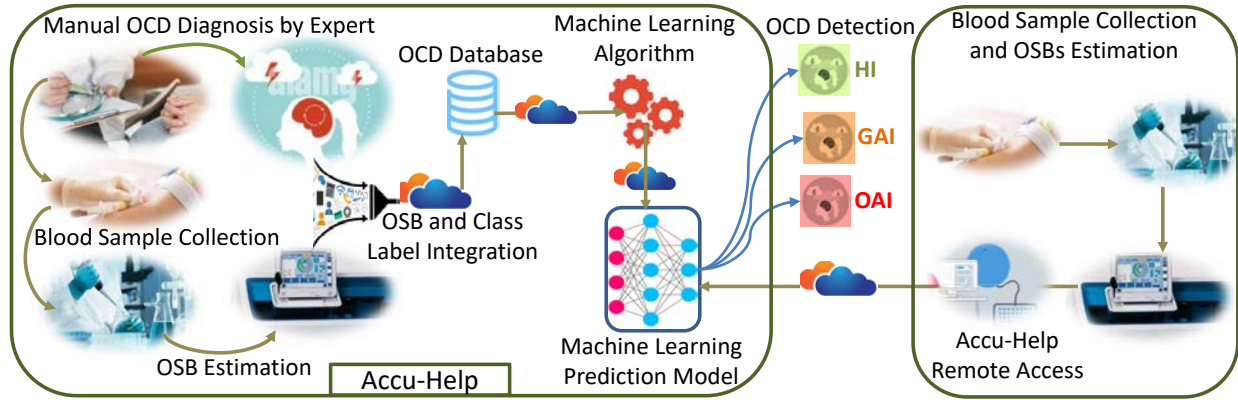 Manual OCD Diagnosis by Expert
alamy
Blood Sample Collection
OSB Estimation
OSB and Class
Label Integration
OCD Database
Machine Learning
Algorithm
Machine Learning
Prediction Model
Accu-Help
OCD Detection
HI
GAI
OAI
Blood Sample Collection
and OSBs Estimation
Accu-Help
Remote Access